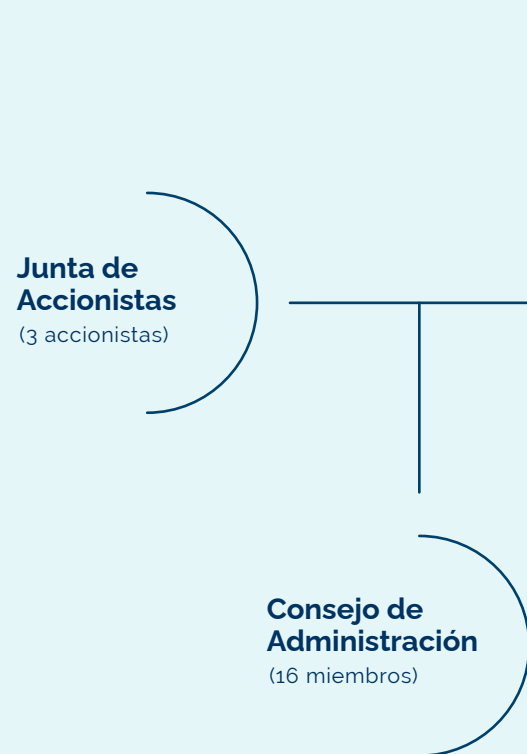 Junta de
Accionistas
(3 accionistas)
Consejo de
Administración
(16 miembros)